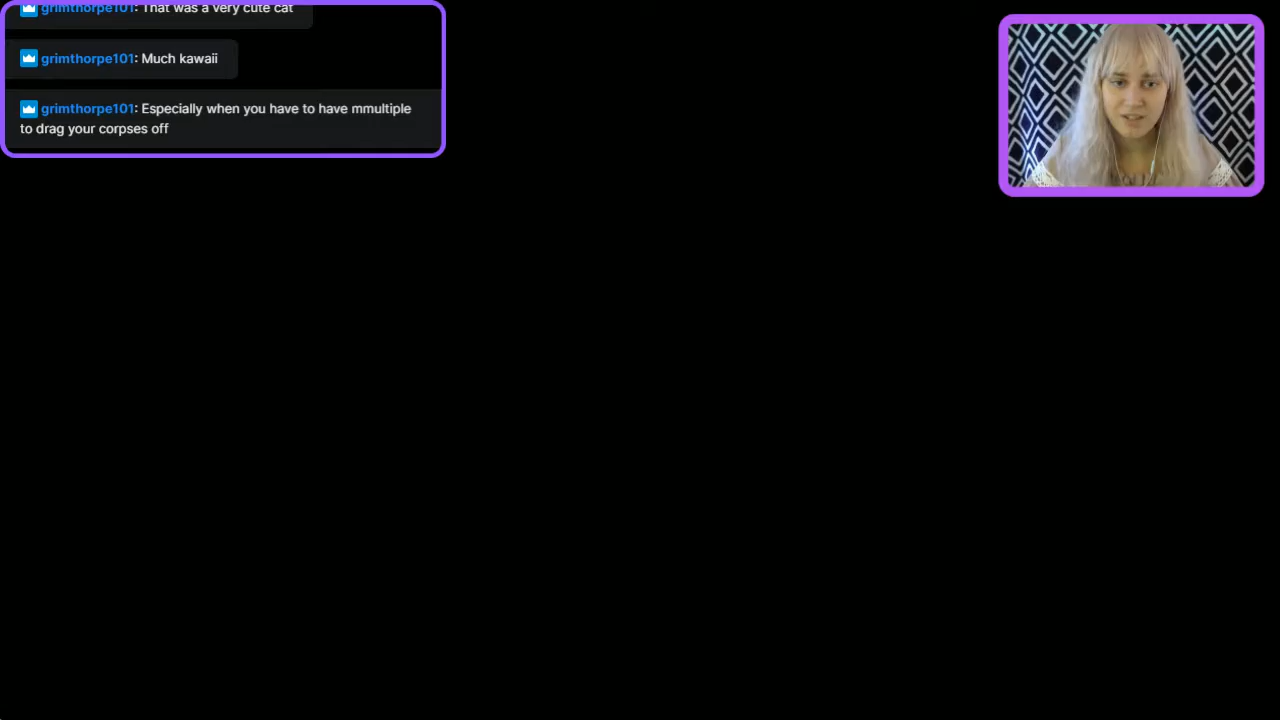 grimthorpe101: That was a very cute cat
grimthorpe101: Much kawaii
grimthorpe101: Especially when you have to have mmultiple
to drag your corpses off